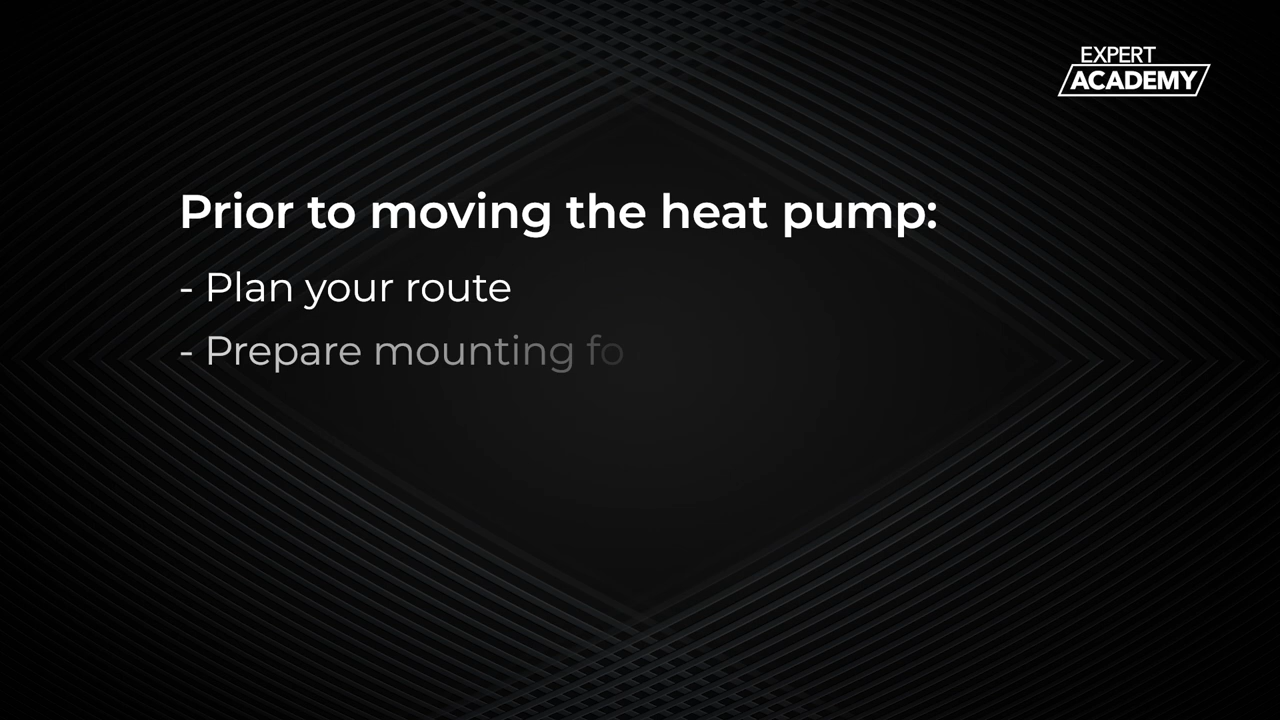 EXPERT
ACADEMY
Prior to moving the heat pump:
- Plan your route
- Prepare mounting fo